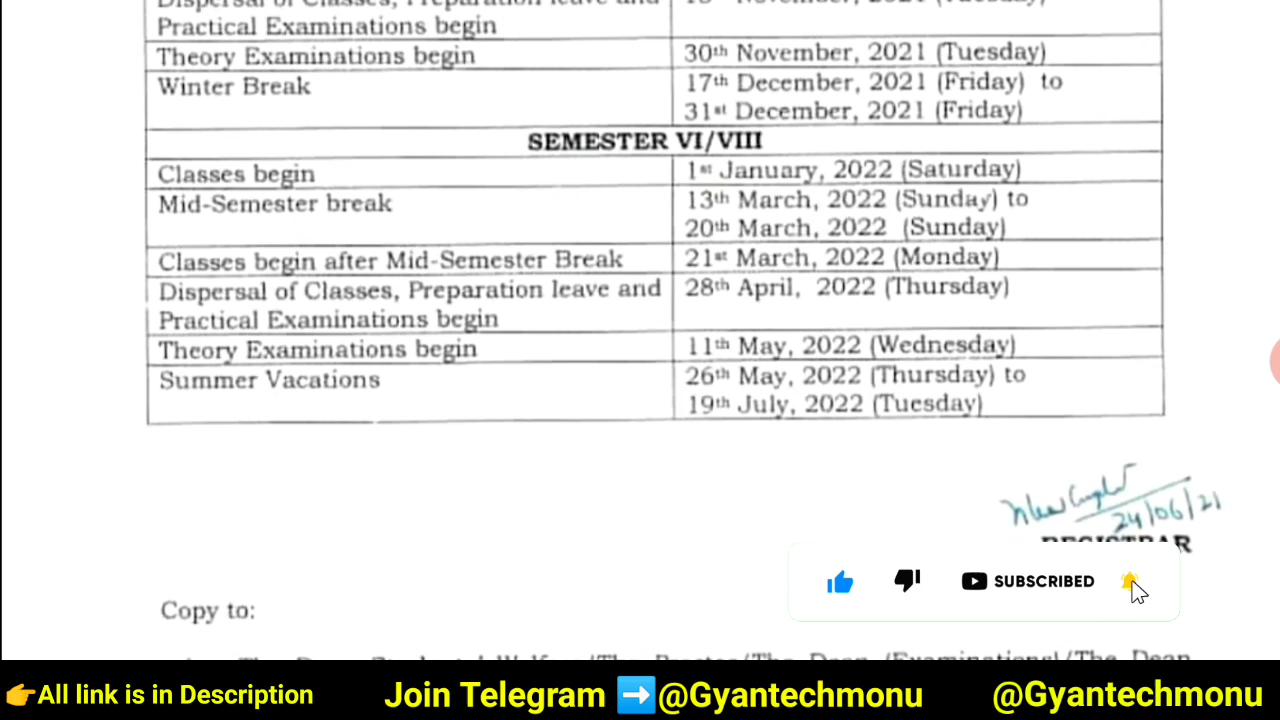 Practical Examinations begin
Theory Examinations begin
30th November, 2021 (Tuesday)
Winter Break
17th December, 2021 (Friday) to
31st December, 2021 (Friday)
SEMESTER VI/VIII
Classes begin
1st January, 2022 (Saturday)
Mid-Semester break
13th March, 2022 (Sunday) to
20th March, 2022 (Sunday)
Classes begin after Mid-Semester Break
21st March, 2022 (Monday)
Dispersal of Classes, Preparation leave and
Practical Examinations begin
28th April, 2022 (Thursday)
Theory Examinations begin
11th May, 2022 (Wednesday)
Summer Vacations
26th May, 2022 (Thursday) to
19th July, 2022 (Tuesday)
24/06/21
REGISTRAR
SUBSCRIBED
Copy to:
👉All link is in Description
Join Telegram ➡️@Gyantechmonu
@Gyantechmonu